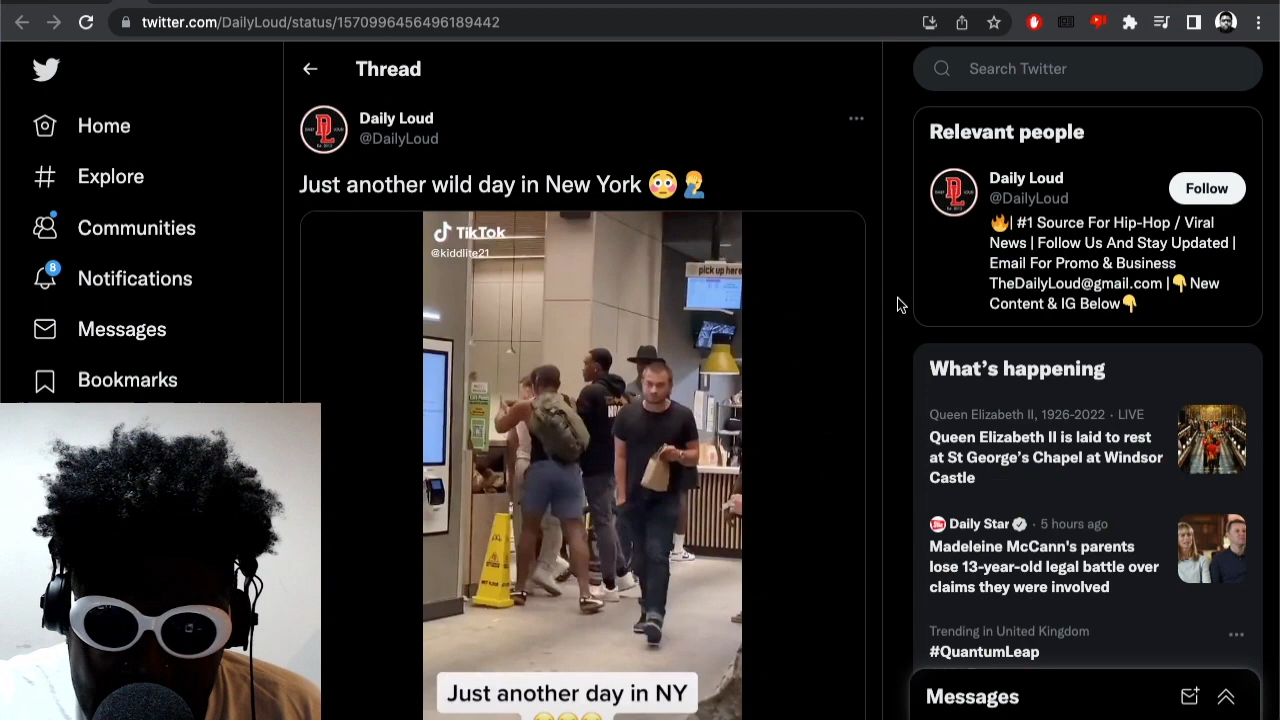 twitter.com/DailyLoud/status/1570996456496189442
Thread
Search Twitter
Home
Explore
Communities
8
Notifications
Messages
Bookmarks
Daily Loud
@DailyLoud
Just another wild day in New York 😳🤦‍♂️
TikTok
@kiddlite21
pick up here
Just another day in NY
😂😂😂
Relevant people
Daily Loud
@DailyLoud
Follow
🔥| #1 Source For Hip-Hop / Viral
News | Follow Us And Stay Updated |
Email For Promo & Business
TheDailyLoud@gmail.com |👇New
Content & IG Below👇
What's happening
Queen Elizabeth II, 1926-2022 · LIVE
Queen Elizabeth II is laid to rest
at St George's Chapel at Windsor
Castle
Daily Star · 5 hours ago
Madeleine McCann's parents
lose 13-year-old legal battle over
claims they were involved
Trending in United Kingdom
#QuantumLeap
Messages